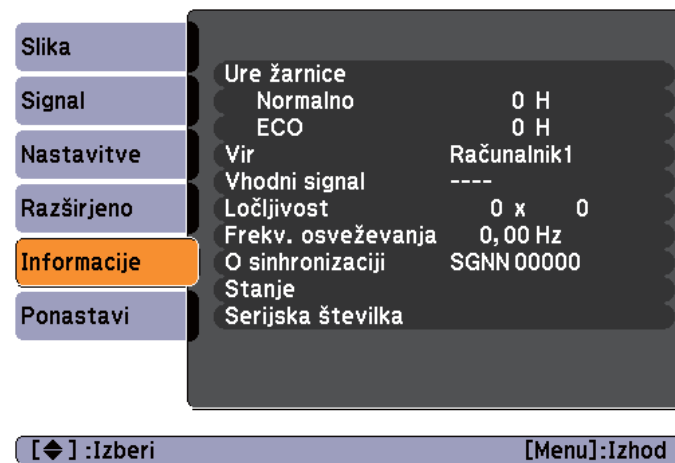 Slika
Signal
Nastavitve
Razširjeno
Informacije
Ponastavi
Ure žarnice
Normalno 0 H
ECO 0 H
Vir Računalnik1
Vhodni signal ----
Ločljivost 0 x 0
Frekv. osveževanja 0,00 Hz
O sinhronizaciji SGNN 00000
Stanje
Serijska številka
[◆] :Izberi [Menu]:Izhod